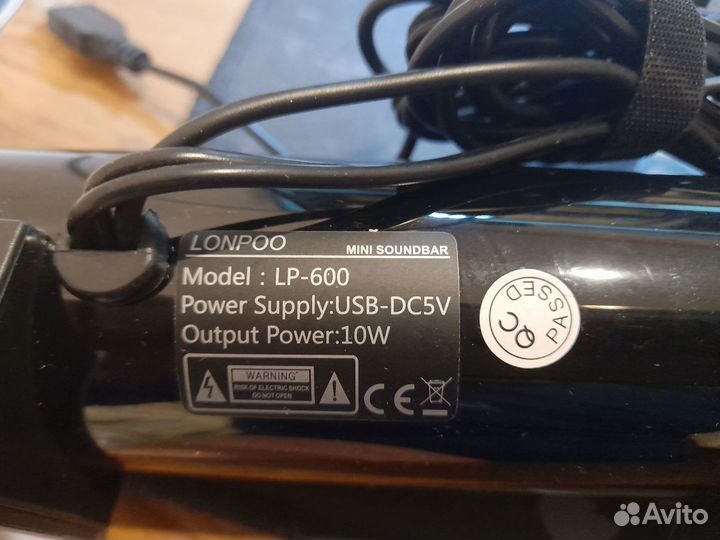 LONPOO
MINI SOUNDBAR
Model : LP-600
Power Supply:USB-DC5V
Output Power:10W
WARNING
RISK OF ELECTRIC SHOCK
DO NOT OPEN
CE
QC
PASSED
Avito